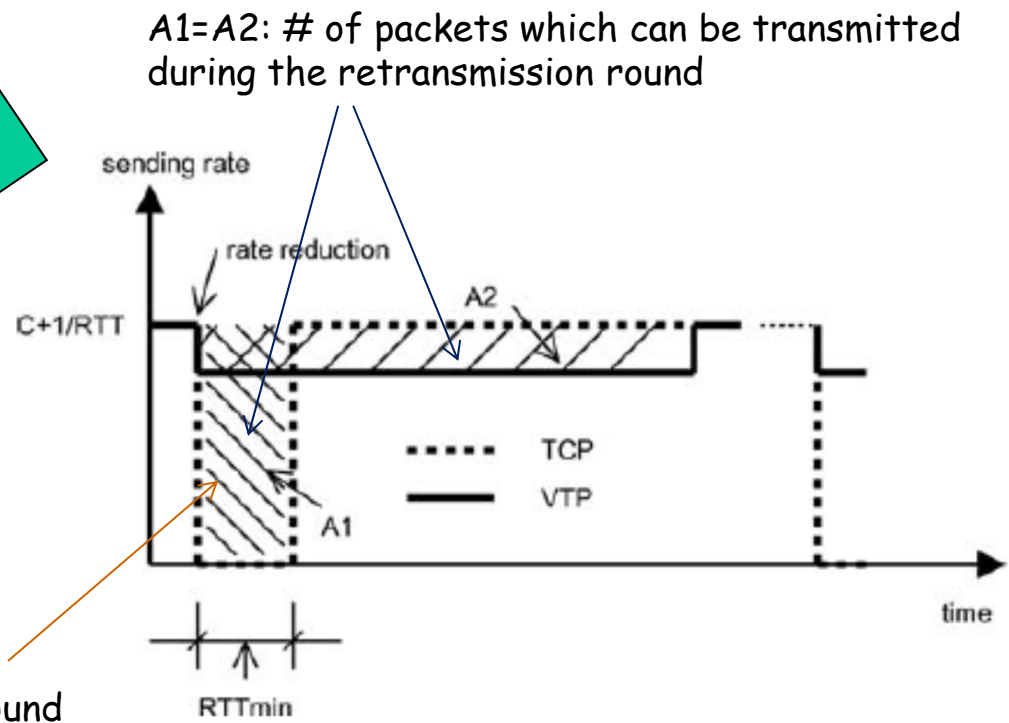 A1=A2: # of packets which can be transmitted
during the retransmission round
sending rate
rate reduction
A2
C+1/RTT
TCP
VTP
A1
time
RTTmin
ound